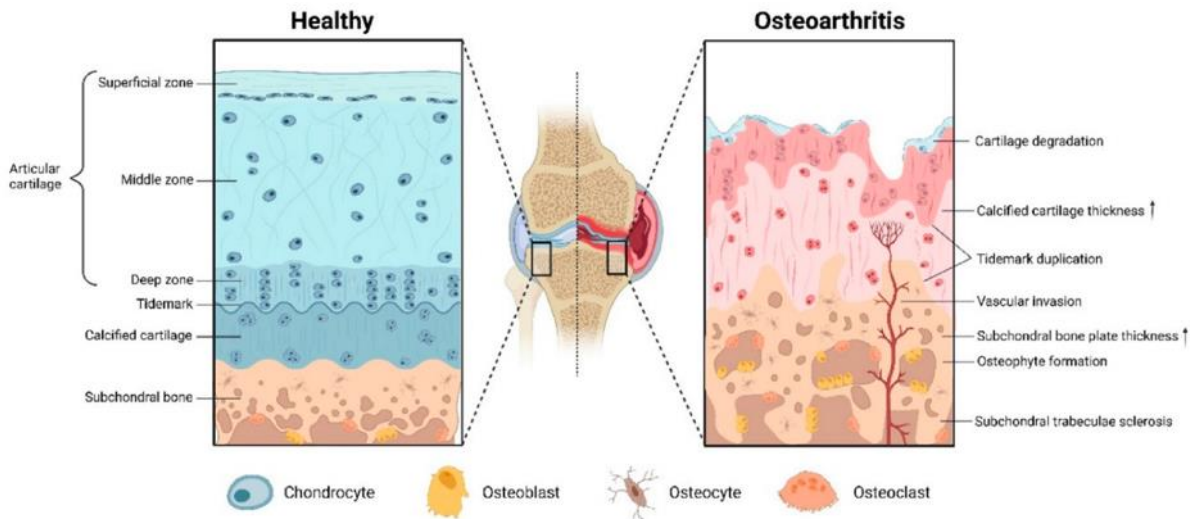 Healthy
Osteoarthritis
Superficial zone
Articular
cartilage
Middle zone
Deep zone
Tidemark
Calcified cartilage
Subchondral bone
Cartilage degradation
Calcified cartilage thickness ↑
Tidemark duplication
Vascular invasion
Subchondral bone plate thickness ↑
Osteophyte formation
Subchondral trabeculae sclerosis
Chondrocyte
Osteoblast
Osteocyte
Osteoclast